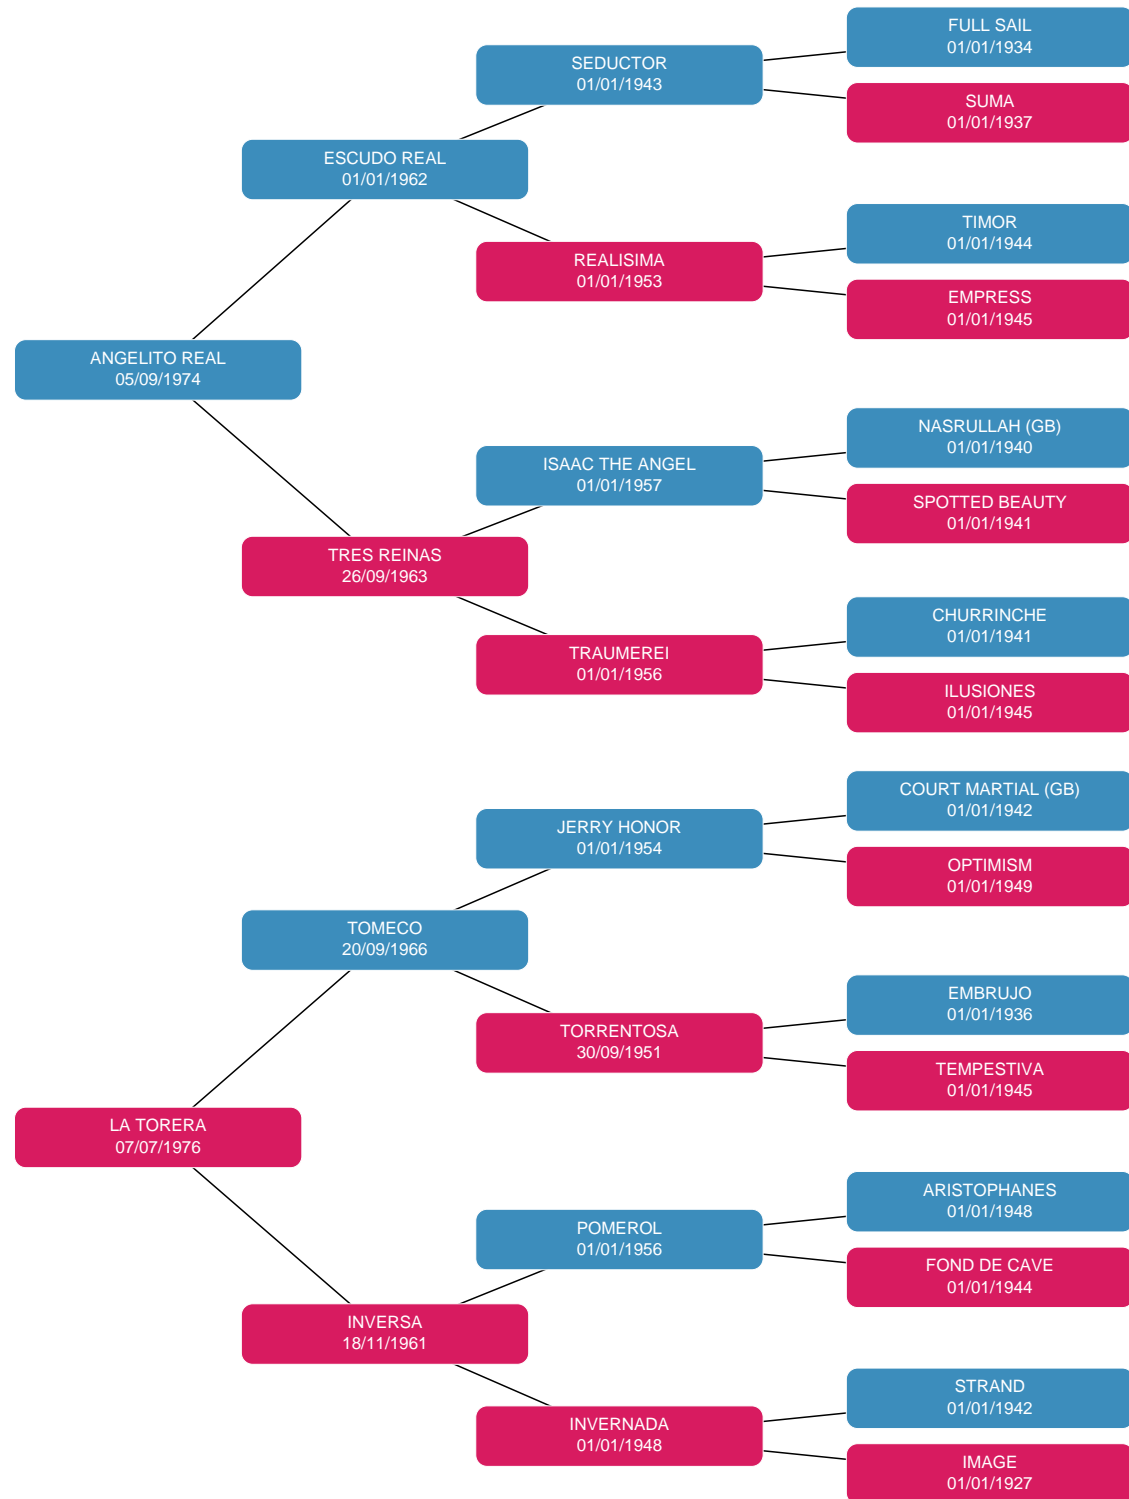 FULL SAIL
01/01/1934
SEDUCTOR
01/01/1943
SUMA
01/01/1937
ESCUDO REAL
01/01/1962
TIMOR
01/01/1944
REALISIMA
01/01/1953
EMPRESS
01/01/1945
ANGELITO REAL
05/09/1974
NASRULLAH (GB)
01/01/1940
ISAAC THE ANGEL
01/01/1957
SPOTTED BEAUTY
01/01/1941
TRES REINAS
26/09/1963
CHURRINCHE
01/01/1941
TRAUMEREI
01/01/1956
ILUSIONES
01/01/1945
COURT MARTIAL (GB)
01/01/1942
JERRY HONOR
01/01/1954
OPTIMISM
01/01/1949
TOMECO
20/09/1966
EMBRUJO
01/01/1936
TORRENTOSA
30/09/1951
TEMPESTIVA
01/01/1945
LA TORERA
07/07/1976
ARISTOPHANES
01/01/1948
POMEROL
01/01/1956
FOND DE CAVE
01/01/1944
INVERSA
18/11/1961
STRAND
01/01/1942
INVERNADA
01/01/1948
IMAGE
01/01/1927